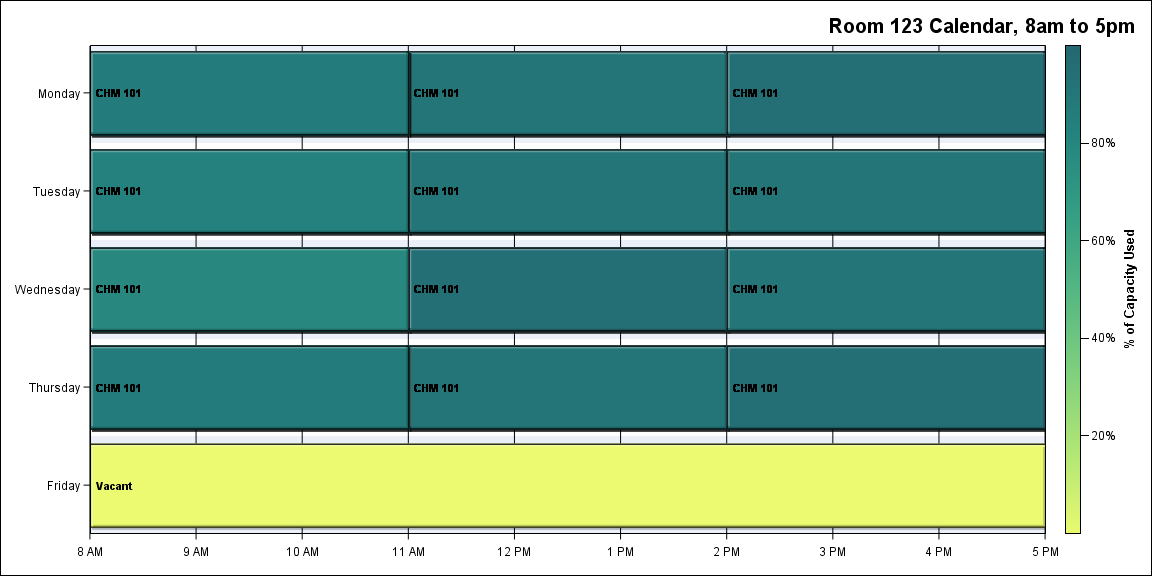 Room 123 Calendar, 8am to 5pm
Monday
CHM 101
CHM 101
CHM 101
Tuesday
CHM 101
CHM 101
CHM 101
Wednesday
CHM 101
CHM 101
CHM 101
Thursday
CHM 101
CHM 101
CHM 101
Friday
Vacant
8 AM
9 AM
10 AM
11 AM
12 PM
1 PM
2 PM
3 PM
4 PM
5 PM
80%
60%
40%
20%
% of Capacity Used